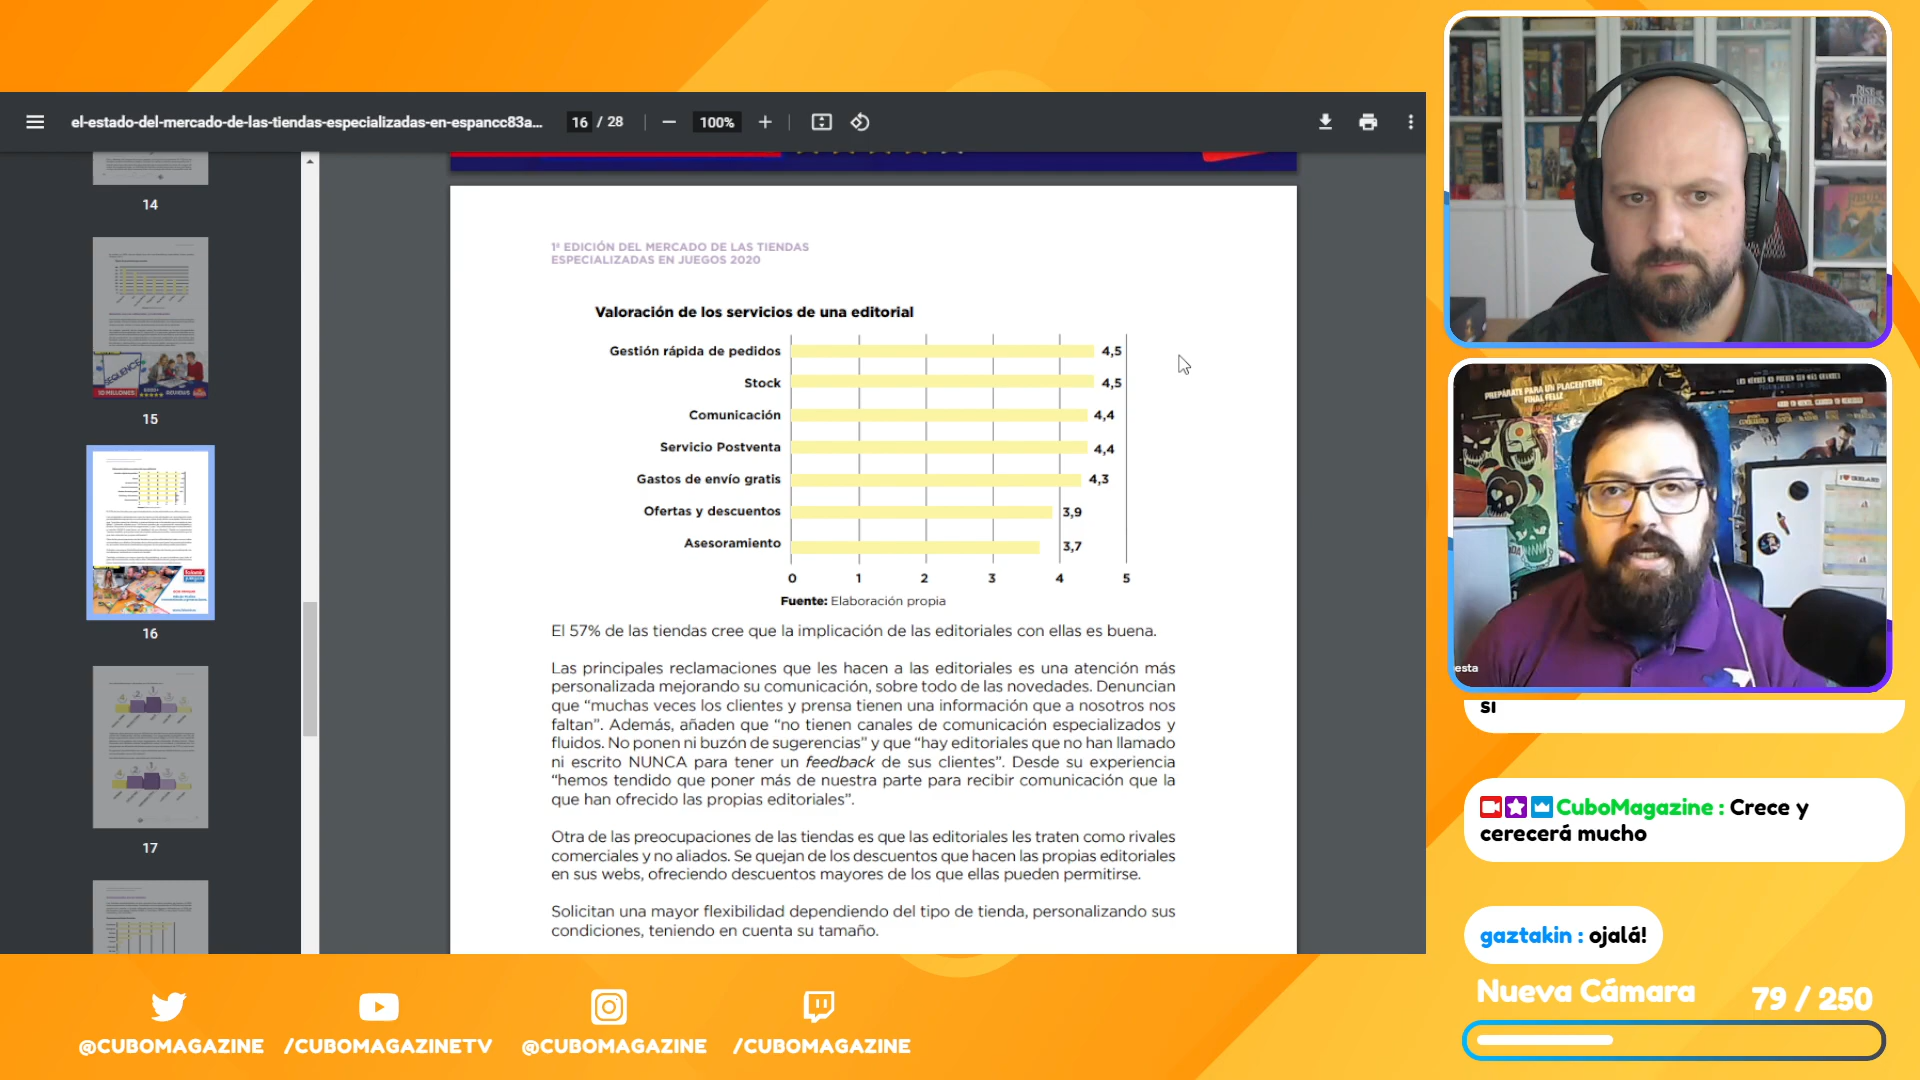 el-estado-del-mercado-de-las-tiendas-especializadas-en-espancc83a...
16 / 28
100%
14
15
16
17
SEQUENCE
10 MILLONES
1ª EDICIÓN DEL MERCADO DE LAS TIENDAS
ESPECIALIZADAS EN JUEGOS 2020
Valoración de los servicios de una editorial
Gestión rápida de pedidos 4,5
Stock 4,5
Comunicación 4,4
Servicio Postventa 4,4
Gastos de envío gratis 4,3
Ofertas y descuentos 3,9
Asesoramiento 3,7
0 1 2 3 4 5
Fuente: Elaboración propia
El 57% de las tiendas cree que la implicación de las editoriales con ellas es buena.
Las principales reclamaciones que les hacen a las editoriales es una atención más
personalizada mejorando su comunicación, sobre todo de las novedades. Denuncian
que “muchas veces los clientes y prensa tienen una información que a nosotros nos
faltan”. Además, añaden que “no tienen canales de comunicación especializados y
fluidos. No ponen ni buzón de sugerencias” y que “hay editoriales que no han llamado
ni escrito NUNCA para tener un feedback de sus clientes”. Desde su experiencia
“hemos tendido que poner más de nuestra parte para recibir comunicación que la
que han ofrecido las propias editoriales”.
Otra de las preocupaciones de las tiendas es que las editoriales les traten como rivales
comerciales y no aliados. Se quejan de los descuentos que hacen las propias editoriales
en sus webs, ofreciendo descuentos mayores de los que ellas pueden permitirse.
Solicitan una mayor flexibilidad dependiendo del tipo de tienda, personalizando sus
condiciones, teniendo en cuenta su tamaño.
PREPÁRATE PARA UN PLACENTERO
FINAL FELIZ
esta
si
CuboMagazine : Crece y
cerecerá mucho
gaztakin : ojalá!
Nueva Cámara 79 / 250
@CUBOMAGAZINE /CUBOMAGAZINETV @CUBOMAGAZINE /CUBOMAGAZINE